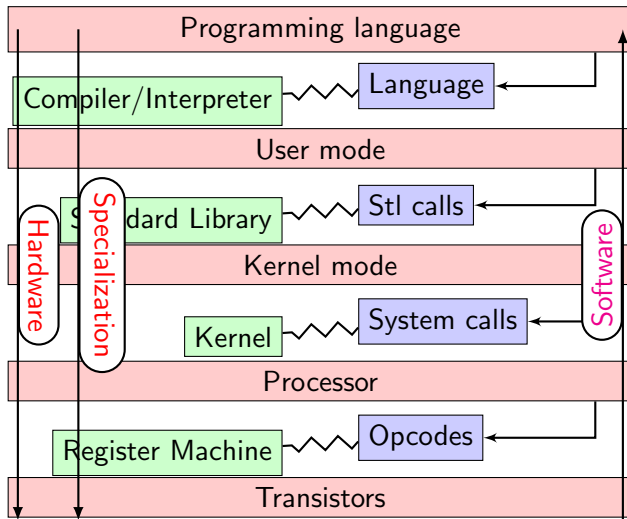 Programming language
Language
Compiler/Interpreter
User mode
Stl calls
Library
Kernel mode
System calls
Kernel
Processor
Opcodes
Register Machine
Transistors
Hardware
Specialization
Software